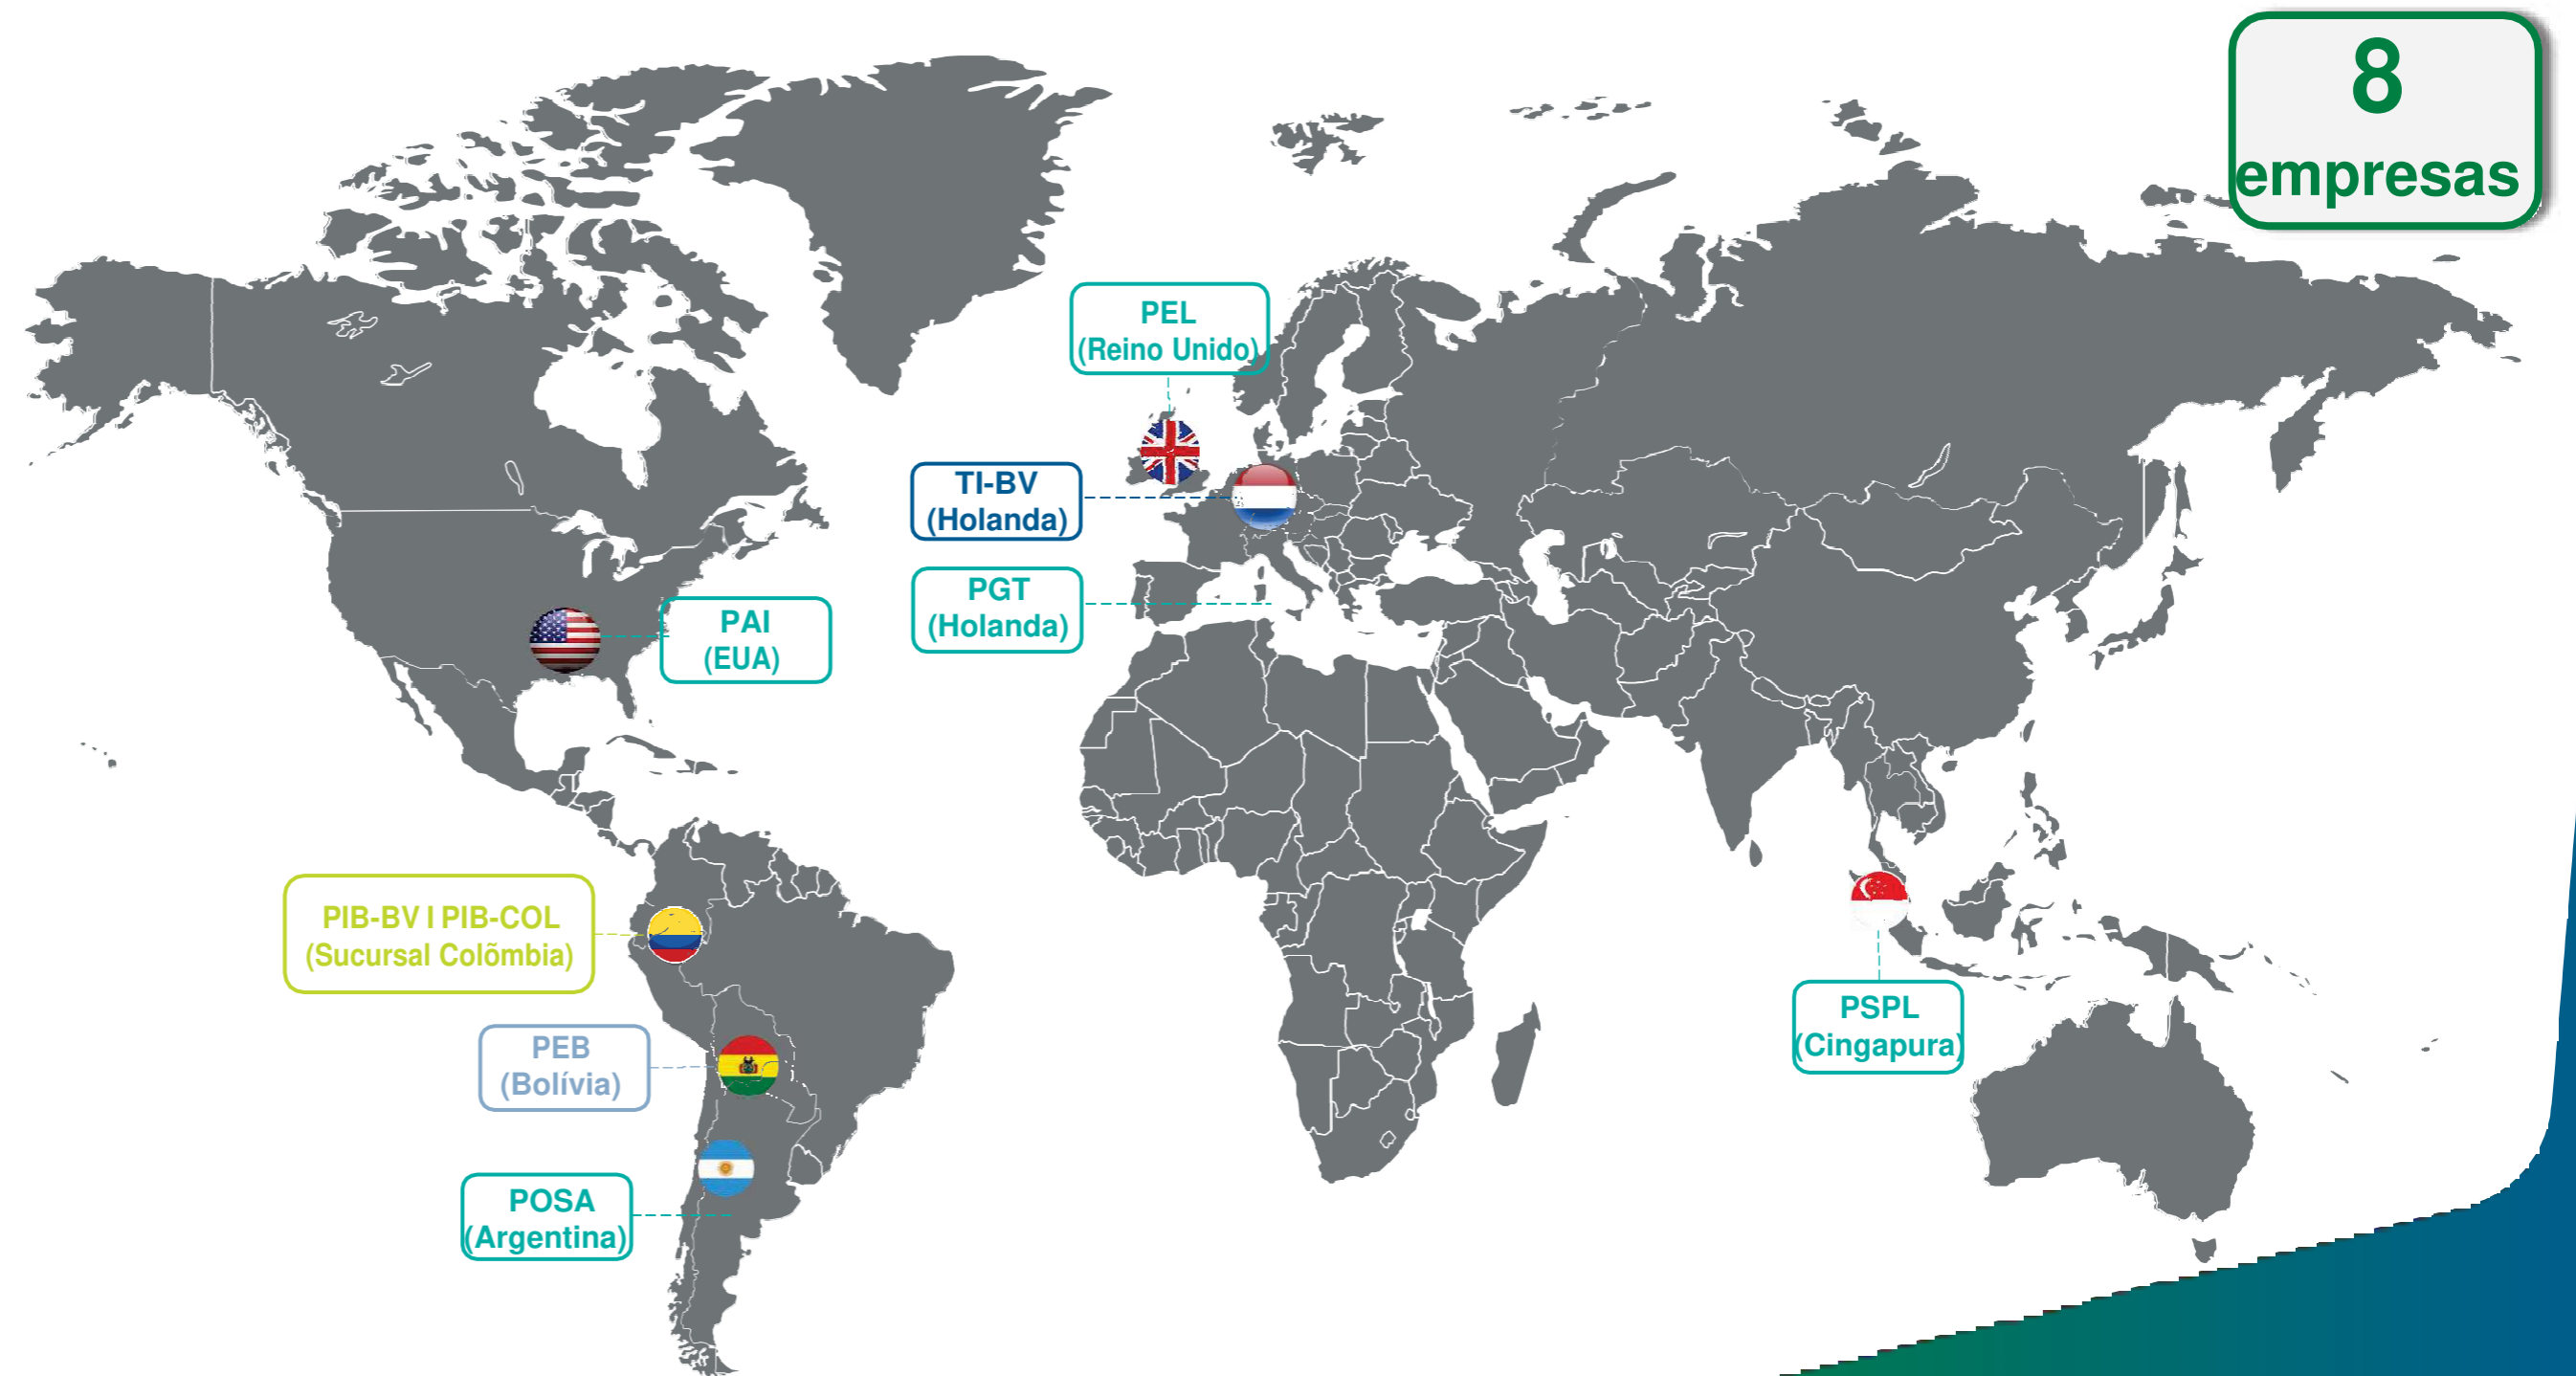 8
empresas
PEL
(Reino Unido)
TI-BV
(Holanda)
PGT
(Holanda)
PAI
(EUA)
PIB-BV I PIB-COL
(Sucursal Colõmbia)
PEB
(Bolívia)
POSA
(Argentina)
PSPL
(Cingapura)